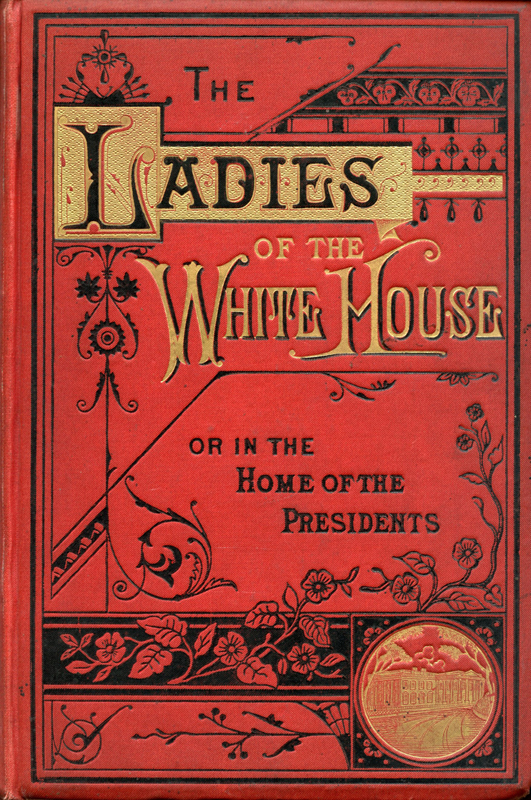 THE
LADIES
OF THE
WHITE HOUSE
OR IN THE
HOME OF THE
PRESIDENTS